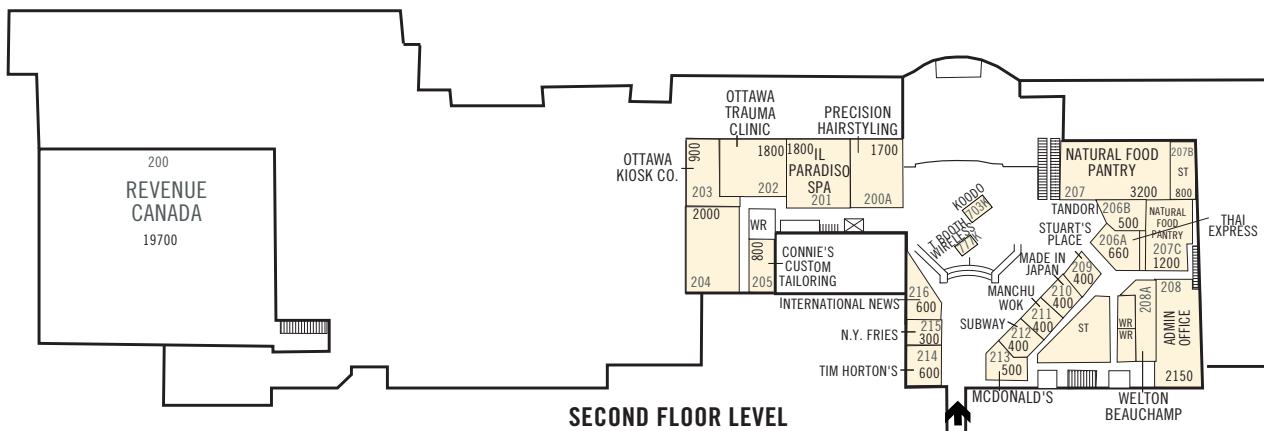 200
REVENUE
CANADA
19700
OTTAWA
TRAUMA
CLINIC
PRECISION
HAIRSTYLING
OTTAWA
KIOSK CO.
900
203
1800
202
1800
IL
PARADISO
SPA
201
1700
200A
2000
204
WR
800
205
CONNIE'S
CUSTOM
TAILORING
KOODO
703K
T BOOTH
WIRELESS
NATURAL FOOD
PANTRY
207
3200
207B
ST
800
TANDORI
206B
500
NATURAL
FOOD
PANTRY
207C
1200
THAI
EXPRESS
206A
660
STUART'S
PLACE
209
400
MADE IN
JAPAN
210
400
MANCHU
WOK
211
400
SUBWAY
212
400
213
500
MCDONALD'S
INTERNATIONAL NEWS
216
600
N.Y. FRIES
215
300
TIM HORTON'S
214
600
ST
WR
WR
208A
208
ADMIN
OFFICE
2150
WELTON
BEAUCHAMP
SECOND FLOOR LEVEL